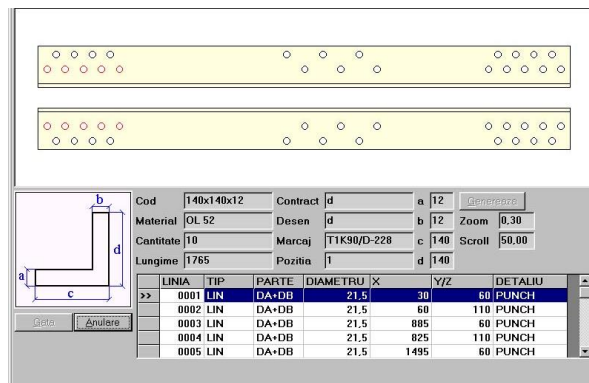 b
d
a
c
Cod 140x140x12 Contract d a 12 Genereaza
Material OL 52 Desen d b 12 Zoom 0,30
Cantitate 10 Marcaj T1K90/D-228 c 140 Scroll 50,00
Lungime 1765 Pozitia 1 d 140
LINIA TIP PARTE DIAMETRU X Y/Z DETALIU
>> 0001 LIN DA+DB 21,5 30 60 PUNCH
0002 LIN DA+DB 21,5 60 110 PUNCH
0003 LIN DA+DB 21,5 885 60 PUNCH
0004 LIN DA+DB 21,5 825 110 PUNCH
0005 LIN DA+DB 21,5 1495 60 PUNCH
Gata Anulare